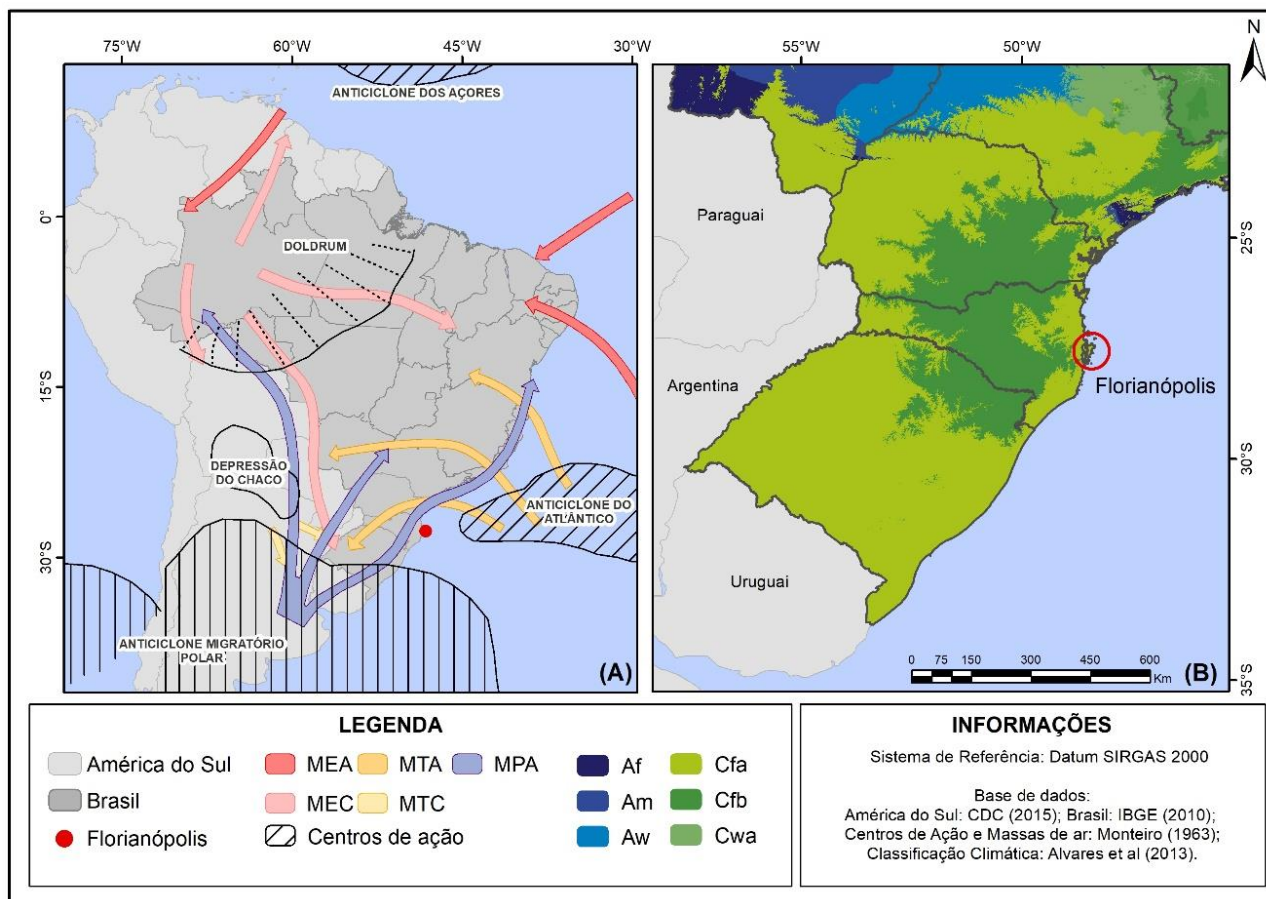 N
75°W
60°W
45°W
30°W
55°W
50°W
ANTICICLONE DOS AÇORES
0°
DOLDRUM
15°S
DEPRESSÃO
DO CHACO
ANTICICLONE DO
ATLÂNTICO
30°S
ANTICICLONE MIGRATÓRIO
POLAR
(A)
Paraguai
25°S
Argentina
Florianópolis
30°S
Uruguai
0 75 150 300 450 600
Km
(B)
35°S
LEGENDA
América do Sul
Brasil
Florianópolis
MEA
MTA
MPA
MEC
MTC
Centros de ação
Af
Cfa
Am
Cfb
Aw
Cwa
INFORMAÇÕES
Sistema de Referência: Datum SIRGAS 2000
Base de dados:
América do Sul: CDC (2015); Brasil: IBGE (2010);
Centros de Ação e Massas de ar: Monteiro (1963);
Classificação Climática: Alvares et al (2013).